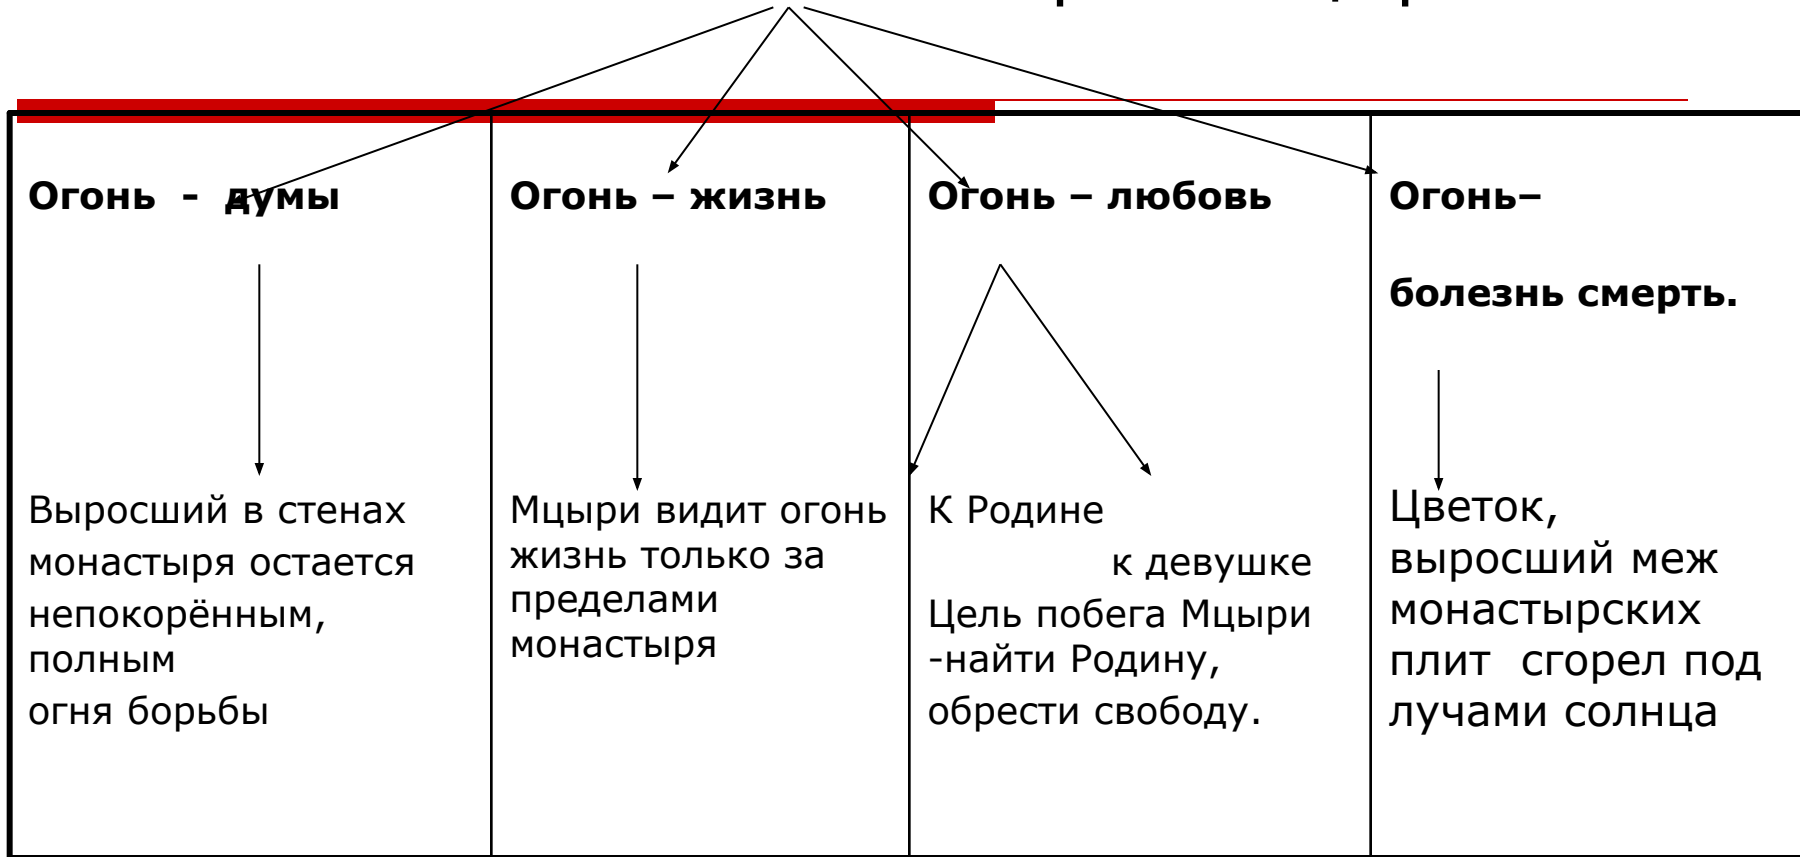 Огонь - думы
Огонь – жизнь
Огонь – любовь
Огонь–
болезнь смерть.
Выросший в стенах
монастыря остается
непокорённым,
полным
огня борьбы
Мцыри видит огонь
жизнь только за
пределами
монастыря
К Родине
к девушке
Цель побега Мцыри
-найти Родину,
обрести свободу.
Цветок,
выросший меж
монастырских
плит сгорел под
лучами солнца